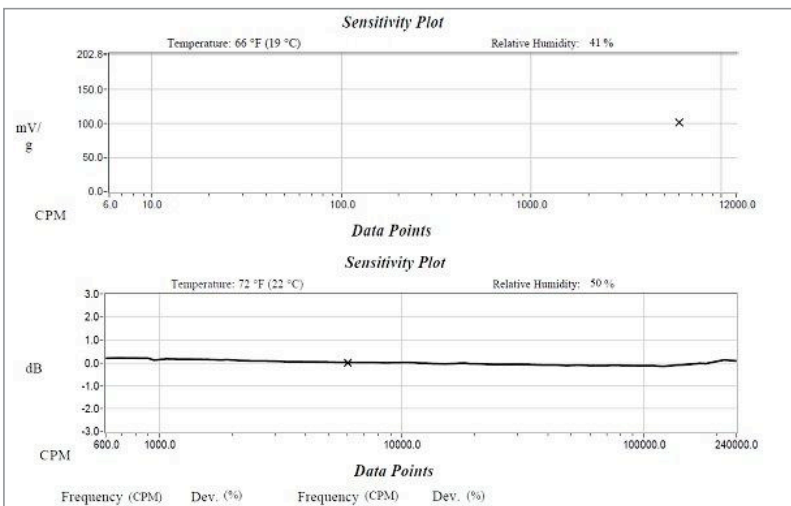 Sensitivity Plot
Temperature: 66 °F (19 °C) Relative Humidity: 41 %
202.8
150.0
mV/
g
100.0
50.0
0.0
6.0 10.0 100.0 1000.0 12000.0
CPM
Data Points
Sensitivity Plot
Temperature: 72 °F (22 °C) Relative Humidity: 50 %
3.0
2.0
1.0
dB
0.0
-1.0
-2.0
-3.0
600.0 1000.0 10000.0 100000.0 240000.0
CPM
Data Points
Frequency (CPM) Dev. (%) Frequency (CPM) Dev. (%)